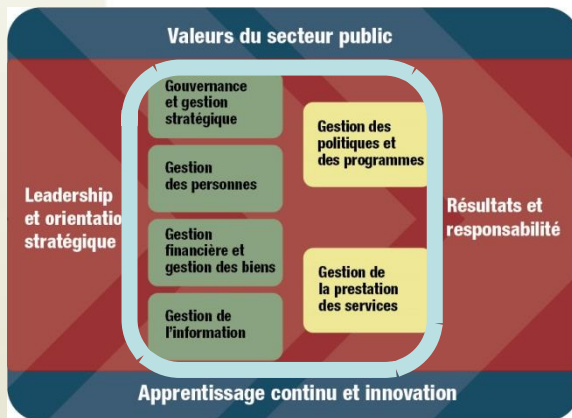 Valeurs du secteur public
Leadership
et orientatio
stratégique
Gouvernance
et gestion
stratégique
Gestion
des personnes
Gestion
financière et
gestion des biens
Gestion de
l'information
Gestion des
politiques et
des programmes
Gestion de
la prestation
des services
Résultats et
responsabilité
Apprentissage continu et innovation